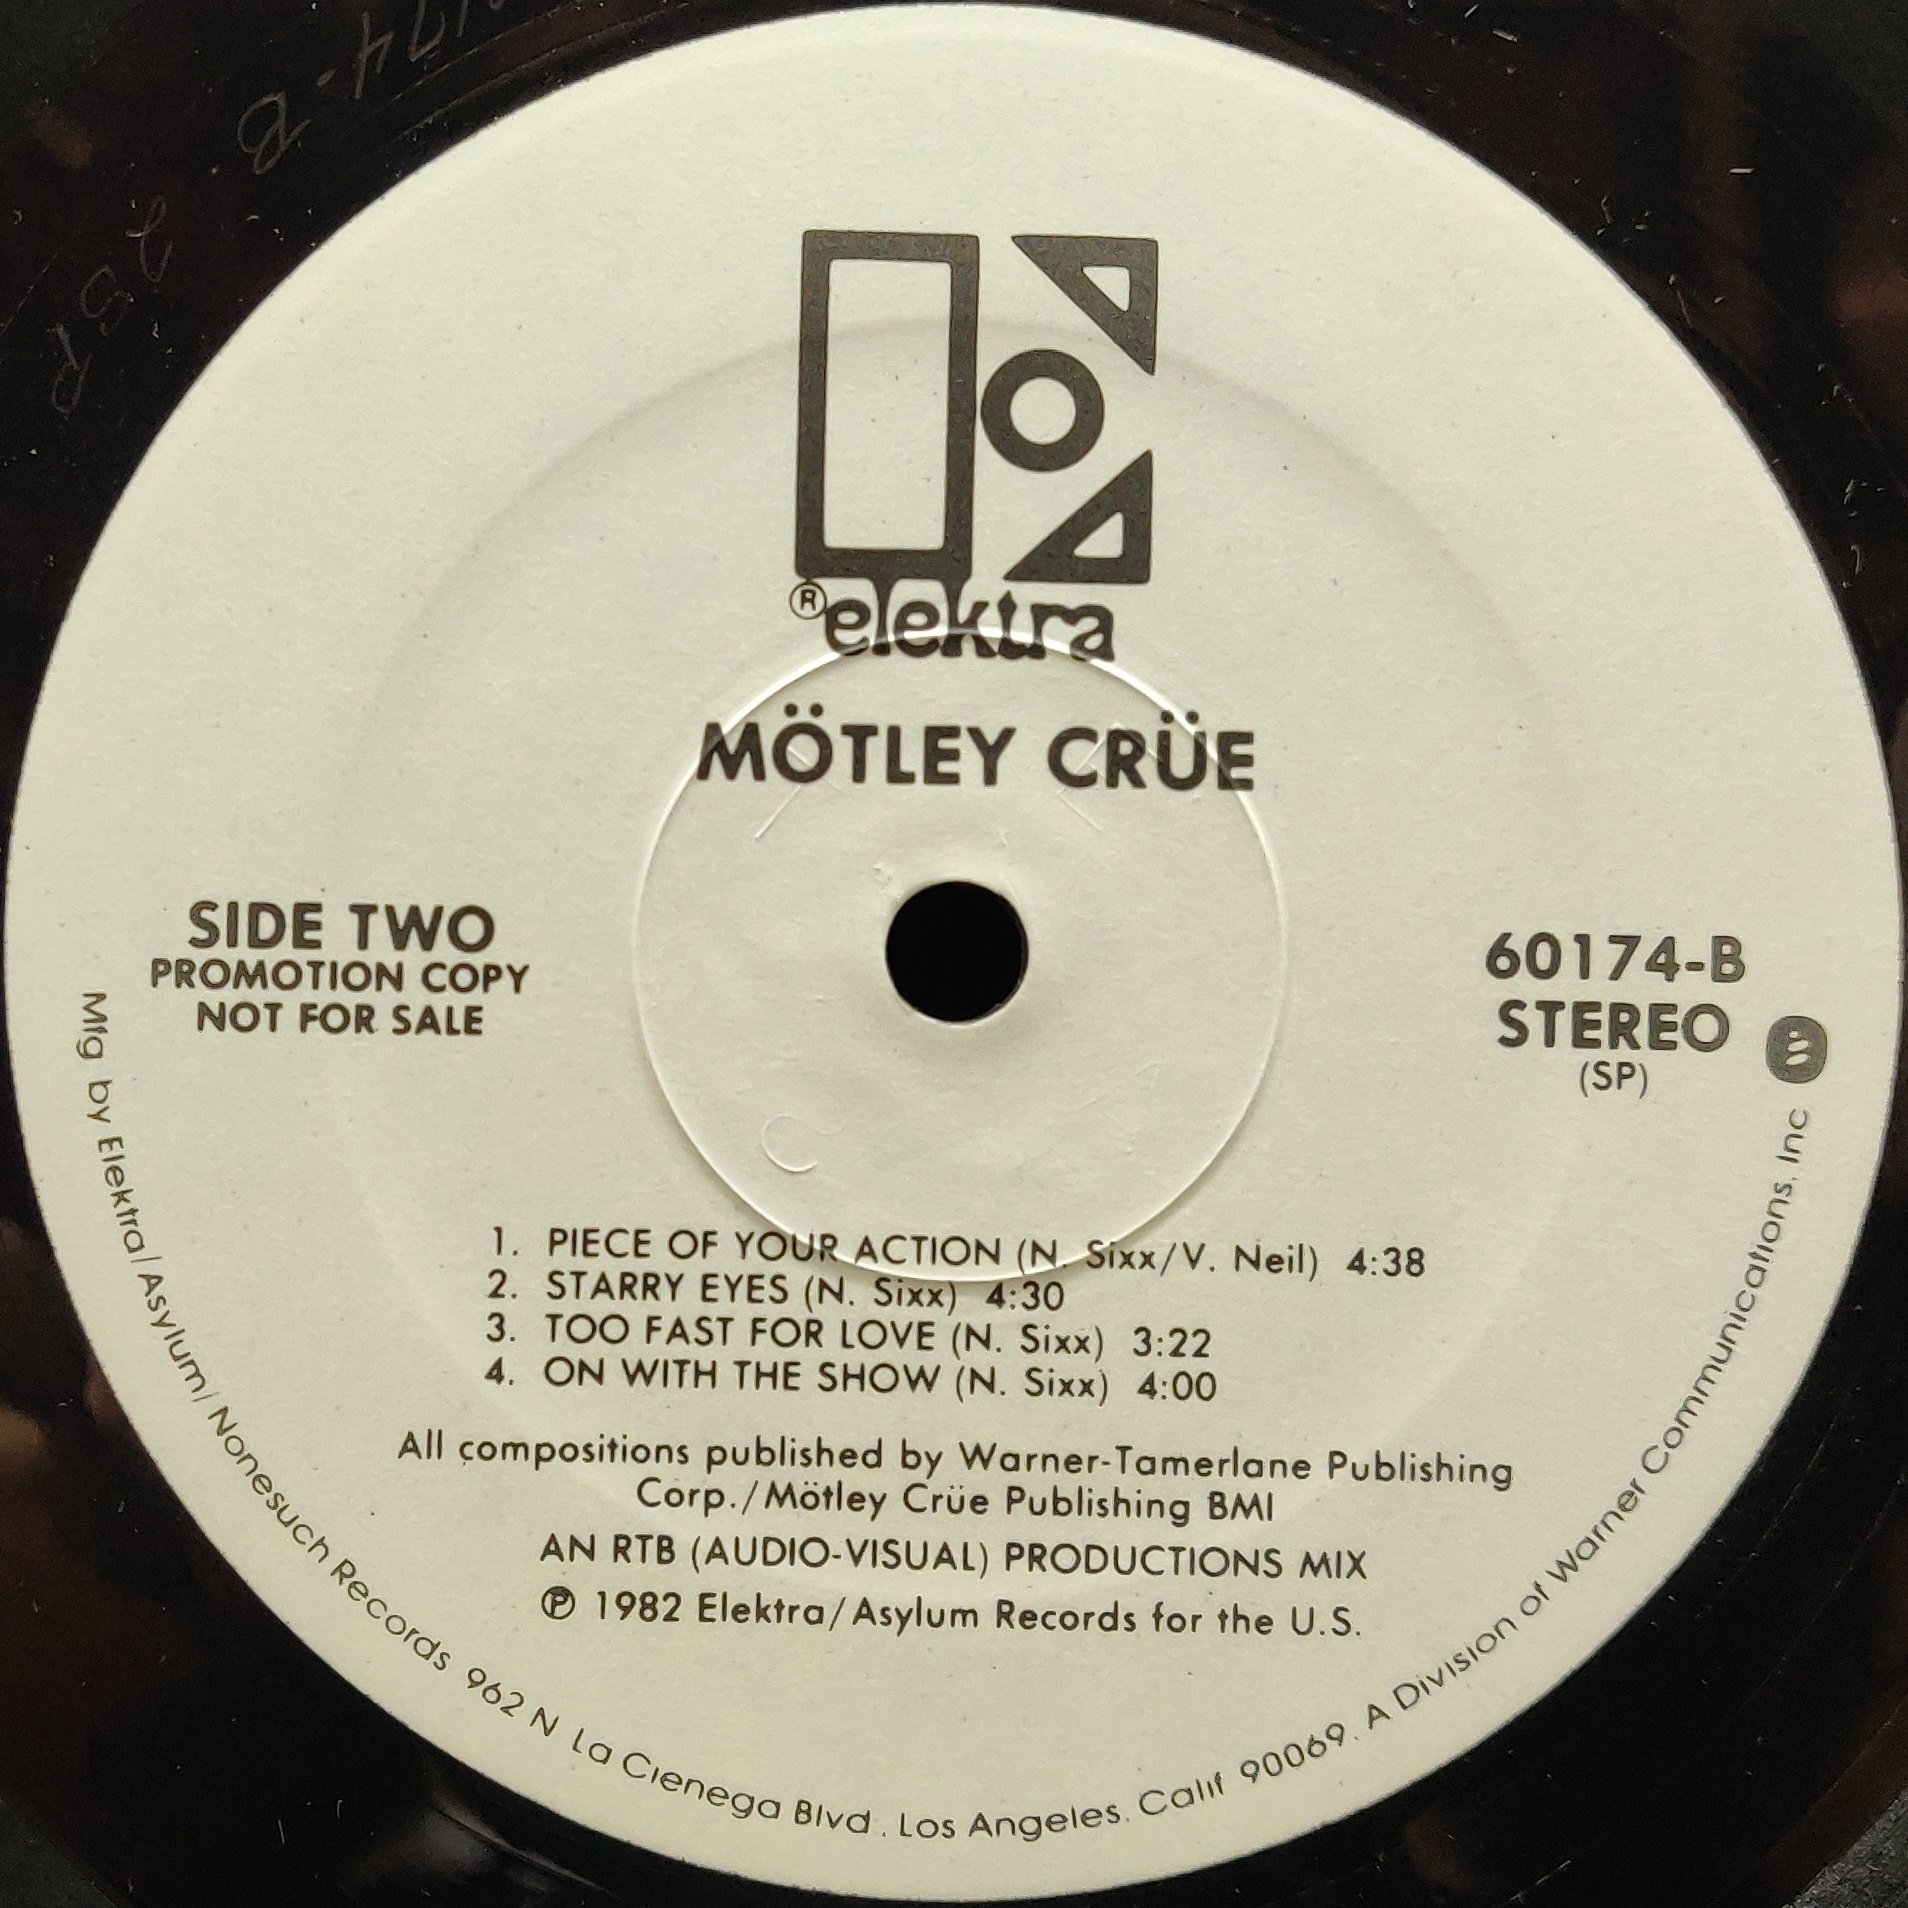 ®elektra
MÖTLEY CRÜE
SIDE TWO
PROMOTION COPY
NOT FOR SALE
60174-B
STEREO
(SP)
1. PIECE OF YOUR ACTION (N. Sixx/V. Neil) 4:38
2. STARRY EYES (N. Sixx) 4:30
3. TOO FAST FOR LOVE (N. Sixx) 3:22
4. ON WITH THE SHOW (N. Sixx) 4:00
All compositions published by Warner-Tamerlane Publishing
Corp./Mötley Crüe Publishing BMI
AN RTB (AUDIO-VISUAL) PRODUCTIONS MIX
℗ 1982 Elektra/Asylum Records for the U.S.
Mfg by Elektra/Asylum/Nonesuch Records 962 N La Cienega Blvd. Los Angeles. Calif 90069. A Division of Warner Communications. Inc